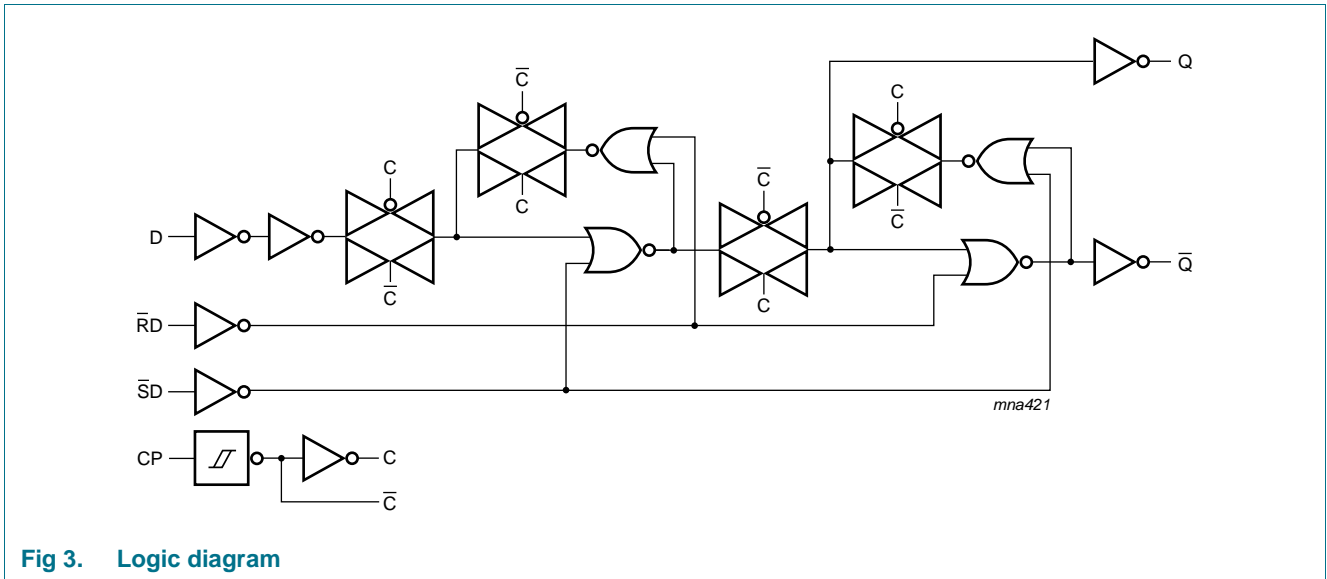 Q
C̅
C
C
C̅
C
C̅
D
Q̅
C̅
C̅
C
R̅D
S̅D
mna421
CP
C
C̅
Fig 3. Logic diagram